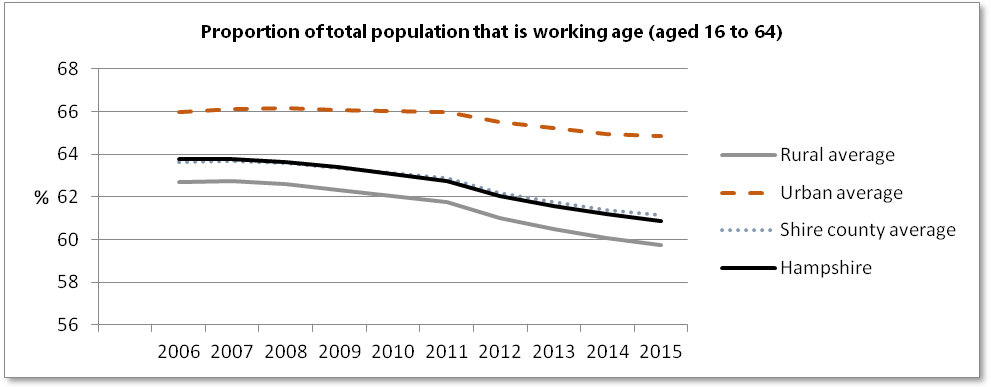 Proportion of total population that is working age (aged 16 to 64)
68
66
64
62
60
58
56
%
2006 2007 2008 2009 2010 2011 2012 2013 2014 2015
Rural average
Urban average
Shire county average
Hampshire